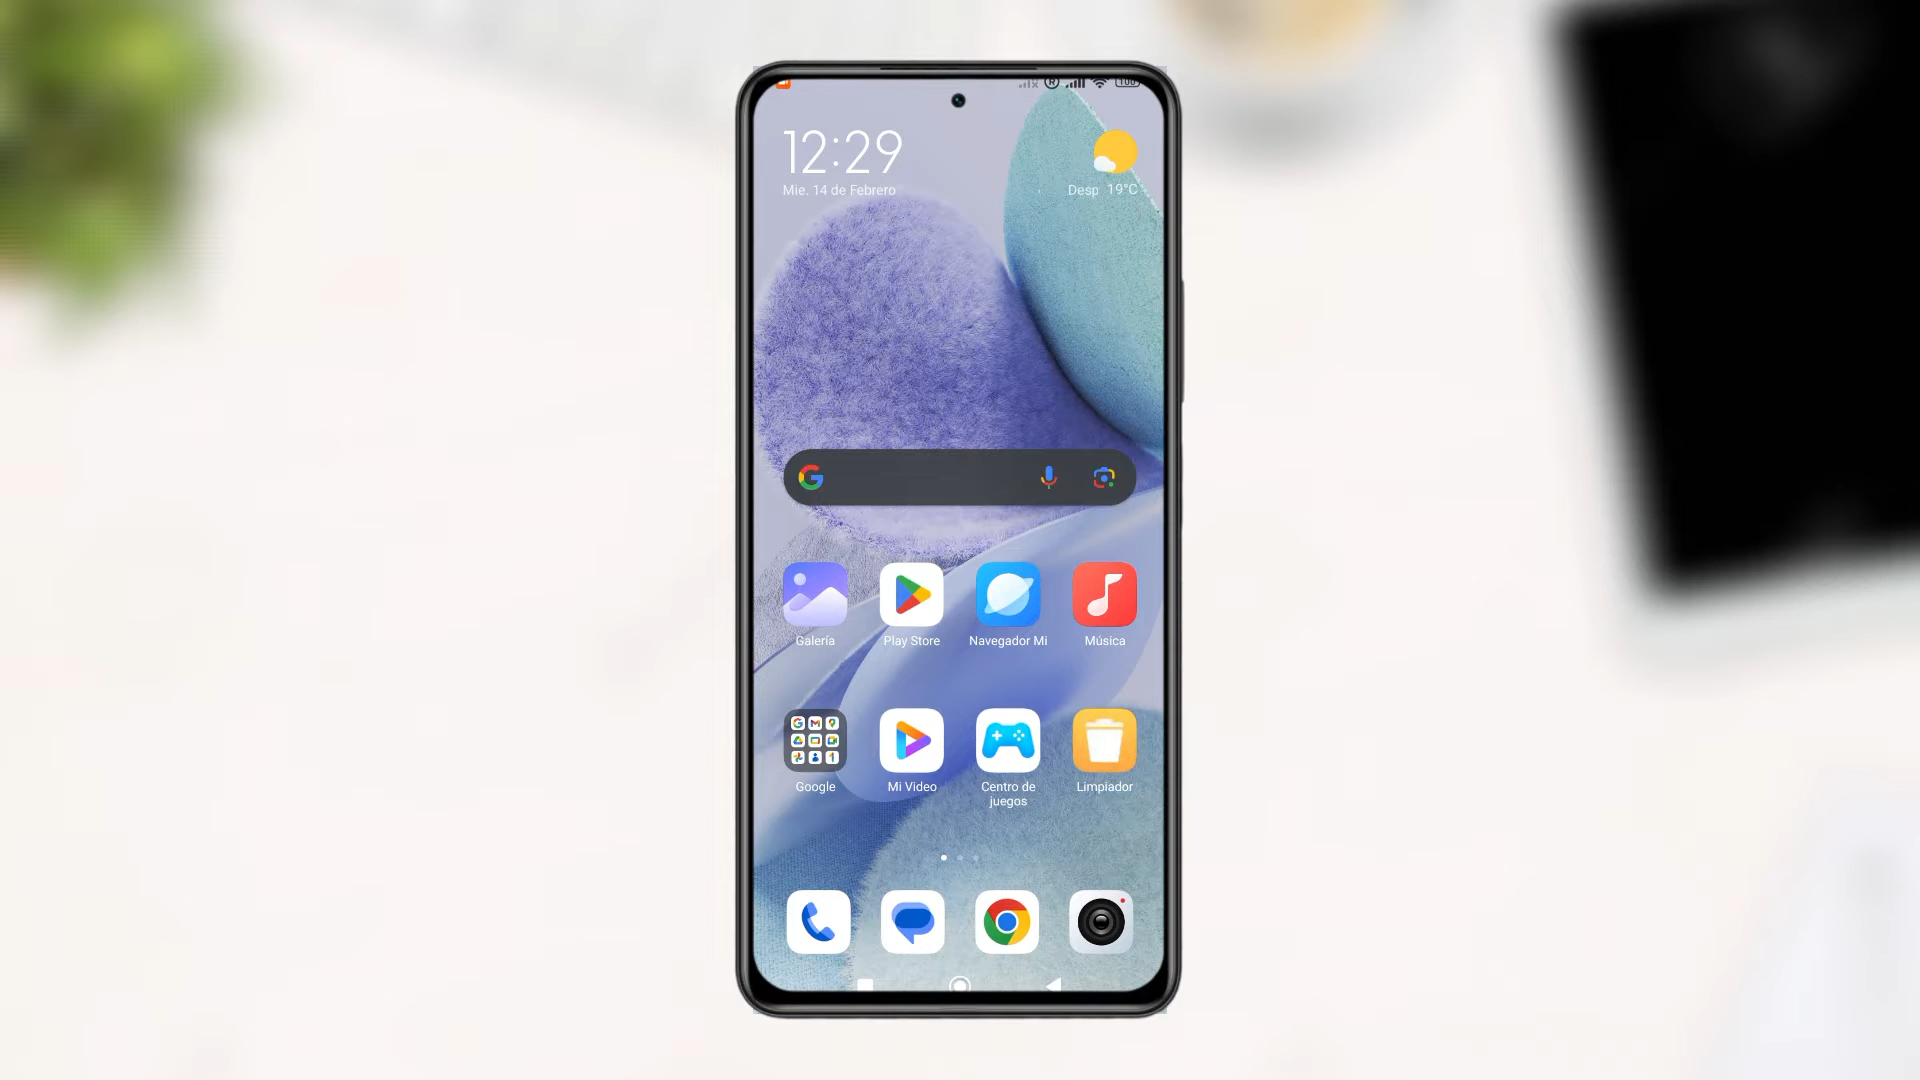 12:29
Mie. 14 de Febrero
Desp 19°C
Galería
Play Store
Navegador Mi
Música
Google
Mi Video
Centro de
juegos
Limpiador